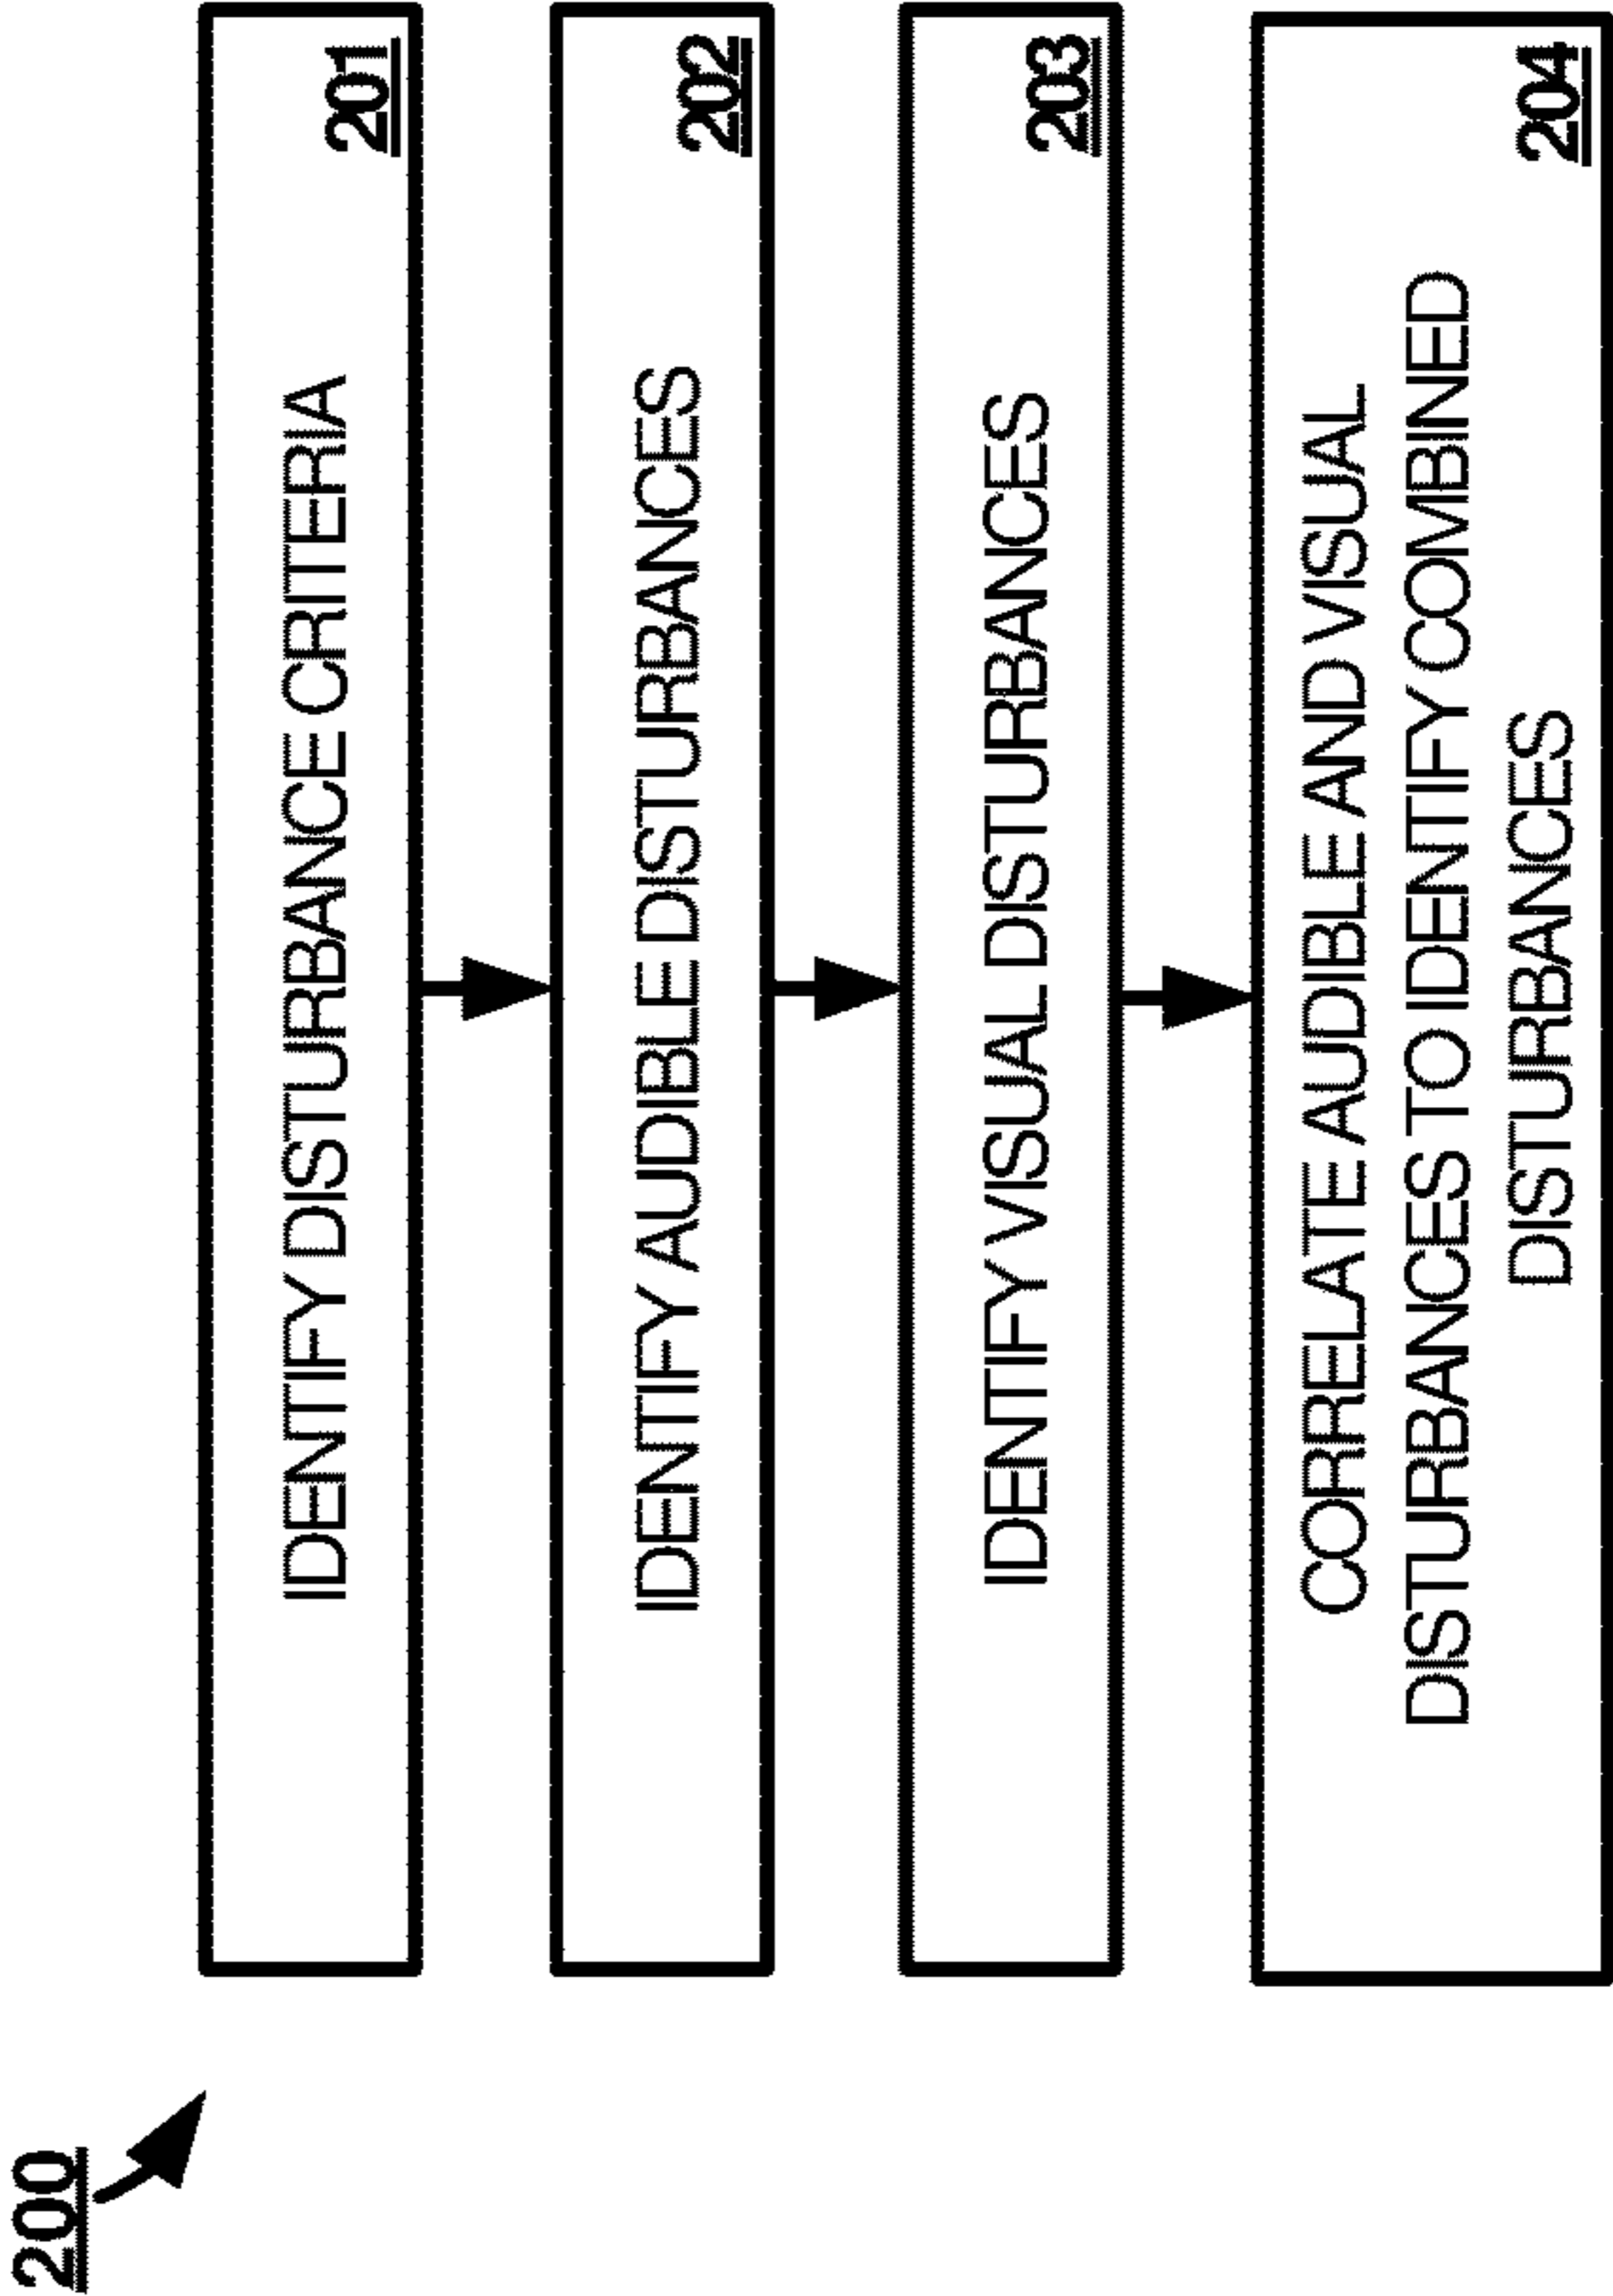 200
IDENTIFY DISTURBANCE CRITERIA
201
IDENTIFY AUDIBLE DISTURBANCES
202
IDENTIFY VISUAL DISTURBANCES
203
CORRELATE AUDIBLE AND VISUAL
DISTURBANCES TO IDENTIFY COMBINED
DISTURBANCES
204